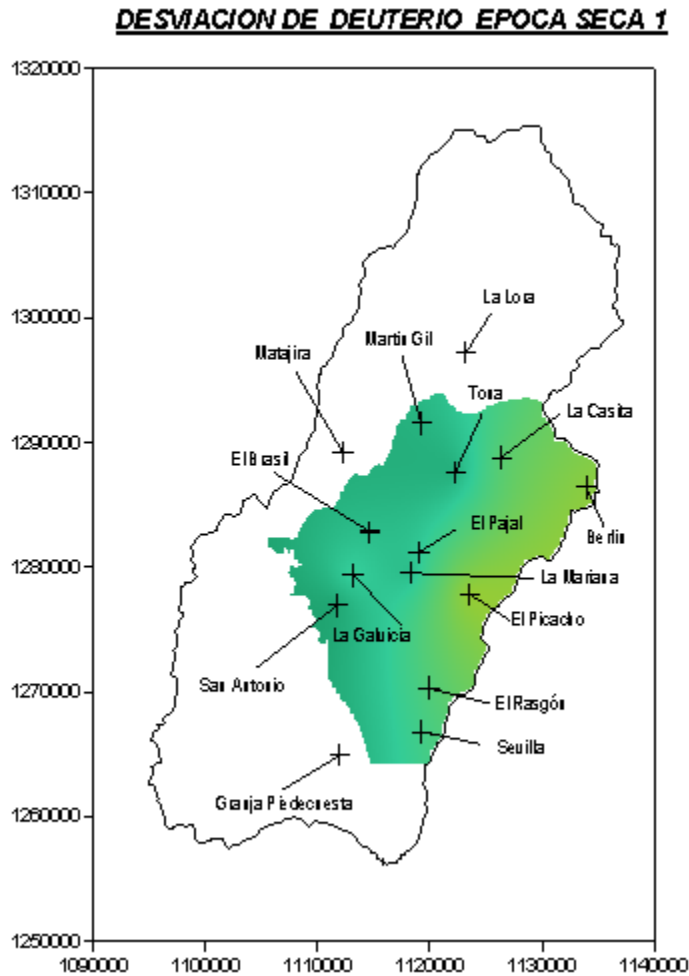 DESVIACION DE DEUTERIO EPOCA SECA 1
1320000
1310000
1300000
1290000
1280000
1270000
1260000
1250000
1090000 1100000 1110000 1120000 1130000 1140000
La Lora
Martin Gil
Matajira
Tona
La Casita
El Brasil
El Pajal
Berlin
La Mariana
El Picacho
La Galuicia
San Antonio
El Rasgón
Sevilla
Granja Piedecuesta